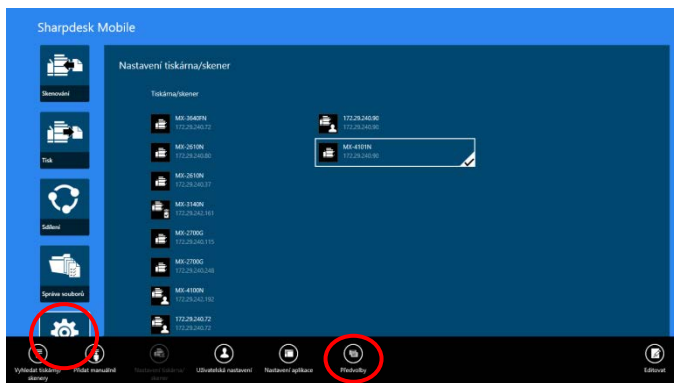 Sharpdesk Mobile
Nastavení tiskárna/skener
Tiskárna/skener
Skenování
Tisk
Sdílení
Správa souborů
MX-3640FN
172.29.240.72
MX-2610N
172.29.240.80
MX-2610N
172.29.240.37
MX-3140N
172.29.242.161
MX-2700G
172.29.240.115
MX-2700G
172.29.240.248
MX-4100N
172.29.242.192
172.29.240.72
172.29.240.72
172.29.240.90
172.29.240.90
MX-4101N
172.29.240.90
Vyhledat tiskárny/
skenery
Přidat manuálně
Nastavení tiskárna/
skener
Uživatelská nastavení
Nastavení aplikace
Předvolby
Editovat